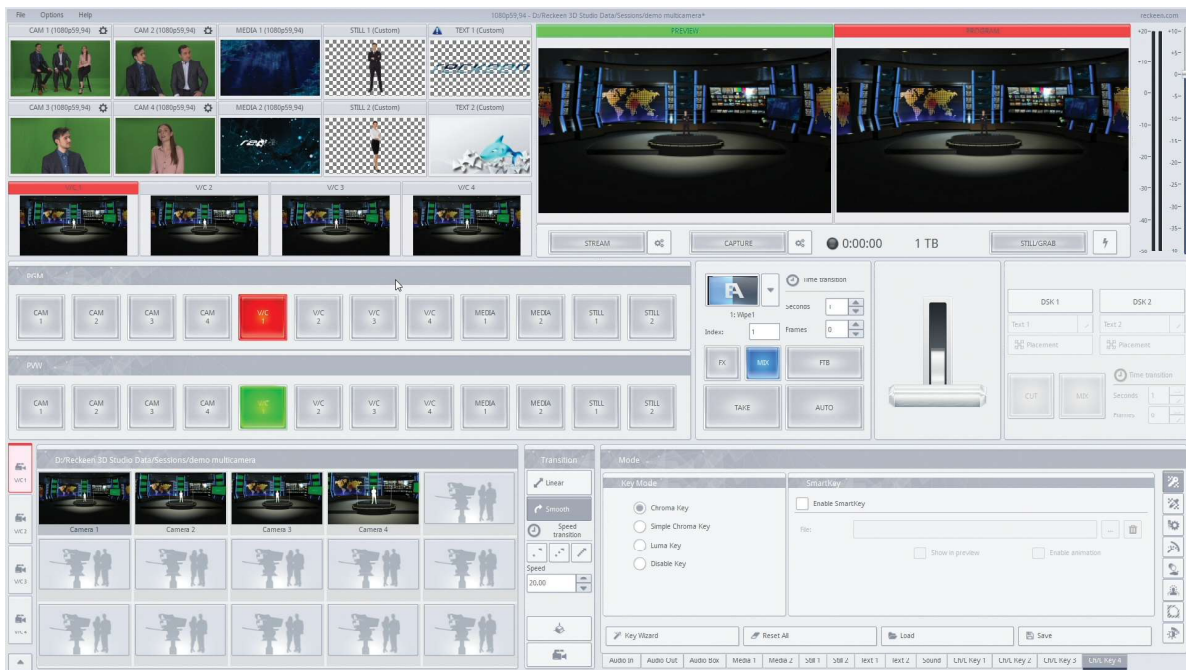 File Options Help
1080p59,94 - D:/Reckeen 3D Studio Data/Sessions/demo multicamera*
reckeen.com
CAM 1 (1080p59,94) CAM 2 (1080p59,94) MEDIA 1 (1080p59,94) STILL 1 (Custom) TEXT 1 (Custom)
PREVIEW PROGRAM
CAM 3 (1080p59,94) CAM 4 (1080p59,94) MEDIA 2 (1080p59,94) STILL 2 (Custom) TEXT 2 (Custom)
V/C 1 V/C 2 V/C 3 V/C 4
STREAM CAPTURE 0:00:00 1 TB STILL/GRAB
PGM
CAM 1 CAM 2 CAM 3 CAM 4 V/C 1 V/C 2 V/C 3 V/C 4 MEDIA 1 MEDIA 2 STILL 1 STILL 2
PVW
CAM 1 CAM 2 CAM 3 CAM 4 V/C 1 V/C 2 V/C 3 V/C 4 MEDIA 1 MEDIA 2 STILL 1 STILL 2
Time transition
1: Wipe1
Seconds 1
Index: 1 Frames 0
FX MIX FTB
TAKE AUTO
DSK 1 DSK 2
Text 1 Text 2
Placement Placement
Time transition
CUT MIX Seconds 1
Frames 0
V/C 1
V/C 2
V/C 3
V/C 4
D:/Reckeen 3D Studio Data/Sessions/demo multicamera
Camera 1 Camera 2 Camera 3 Camera 4
Transition
Linear
Smooth
Speed transition
Speed
20.00
Mode
Key Mode
Chroma Key
Simple Chroma Key
Luma Key
Disable Key
SmartKey
Enable SmartKey
File: ...
Show in preview Enable animation
Key Wizard Reset All Load Save
Audio In Audio Out Audio Box Media 1 Media 2 Still 1 Still 2 Text 1 Text 2 Sound Ch/L Key 1 Ch/L Key 2 Ch/L Key 3 Ch/L Key 4